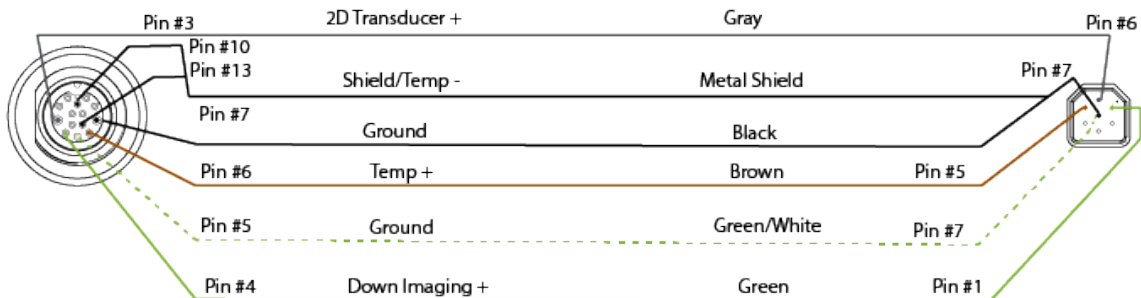 Pin #3 2D Transducer + Gray Pin #6
Pin #10
Pin #13 Shield/Temp - Metal Shield Pin #7
Pin #7 Ground Black
Pin #6 Temp + Brown Pin #5
Pin #5 Ground Green/White Pin #7
Pin #4 Down Imaging + Green Pin #1